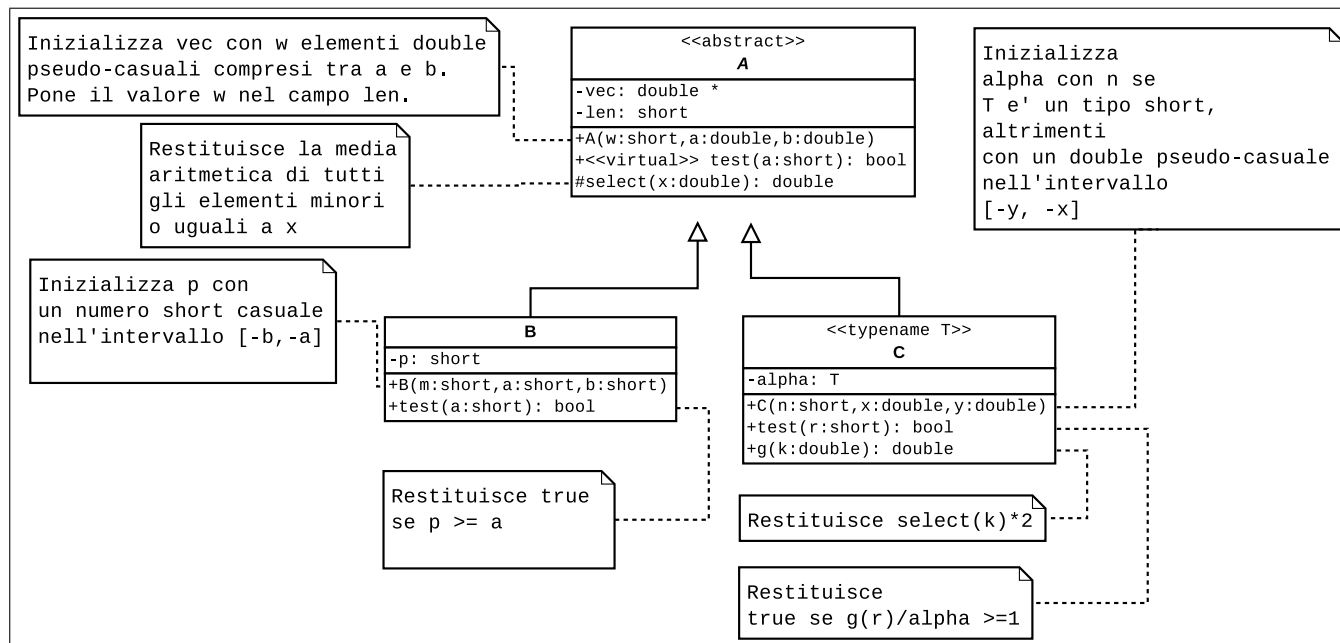 Inizializza vec con w elementi double
pseudo-casuali compresi tra a e b.
Pone il valore w nel campo len.
<<abstract>>
A
-vec: double *
-len: short
+A(w:short,a:double,b:double)
+<<virtual>> test(a:short): bool
#select(x:double): double
Inizializza
alpha con n se
T e' un tipo short,
altrimenti
con un double pseudo-casuale
nell'intervallo
[-y, -x]
Restituisce la media
aritmetica di tutti
gli elementi minori
o uguali a x
Inizializza p con
un numero short casuale
nell'intervallo [-b,-a]
B
-p: short
+B(m:short,a:short,b:short)
+test(a:short): bool
<<typename T>>
C
-alpha: T
+C(n:short,x:double,y:double)
+test(r:short): bool
+g(k:double): double
Restituisce true
se p >= a
Restituisce select(k)*2
Restituisce
true se g(r)/alpha >=1